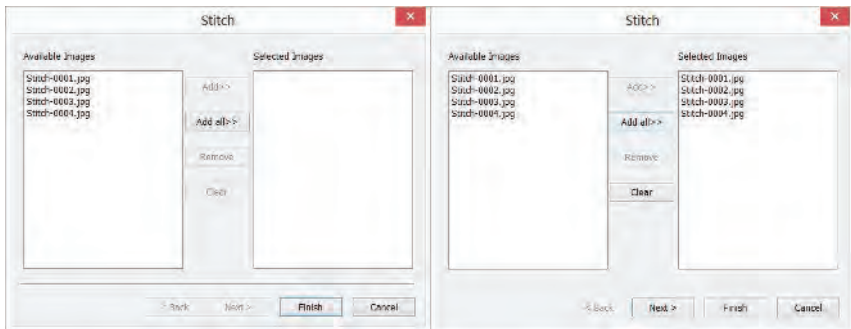 Stitch
Available Images
Selected Images
Stitch-0001.jpg
Stitch-0002.jpg
Stitch-0003.jpg
Stitch-0004.jpg
Add>>
Add all>>
Remove
Clear
< Back
Next >
Finish
Cancel
Stitch
Available Images
Selected Images
Stitch-0001.jpg
Stitch-0002.jpg
Stitch-0003.jpg
Stitch-0004.jpg
Add>>
Add all>>
Remove
Clear
Stitch-0001.jpg
Stitch-0002.jpg
Stitch-0003.jpg
Stitch-0004.jpg
< Back
Next >
Finish
Cancel